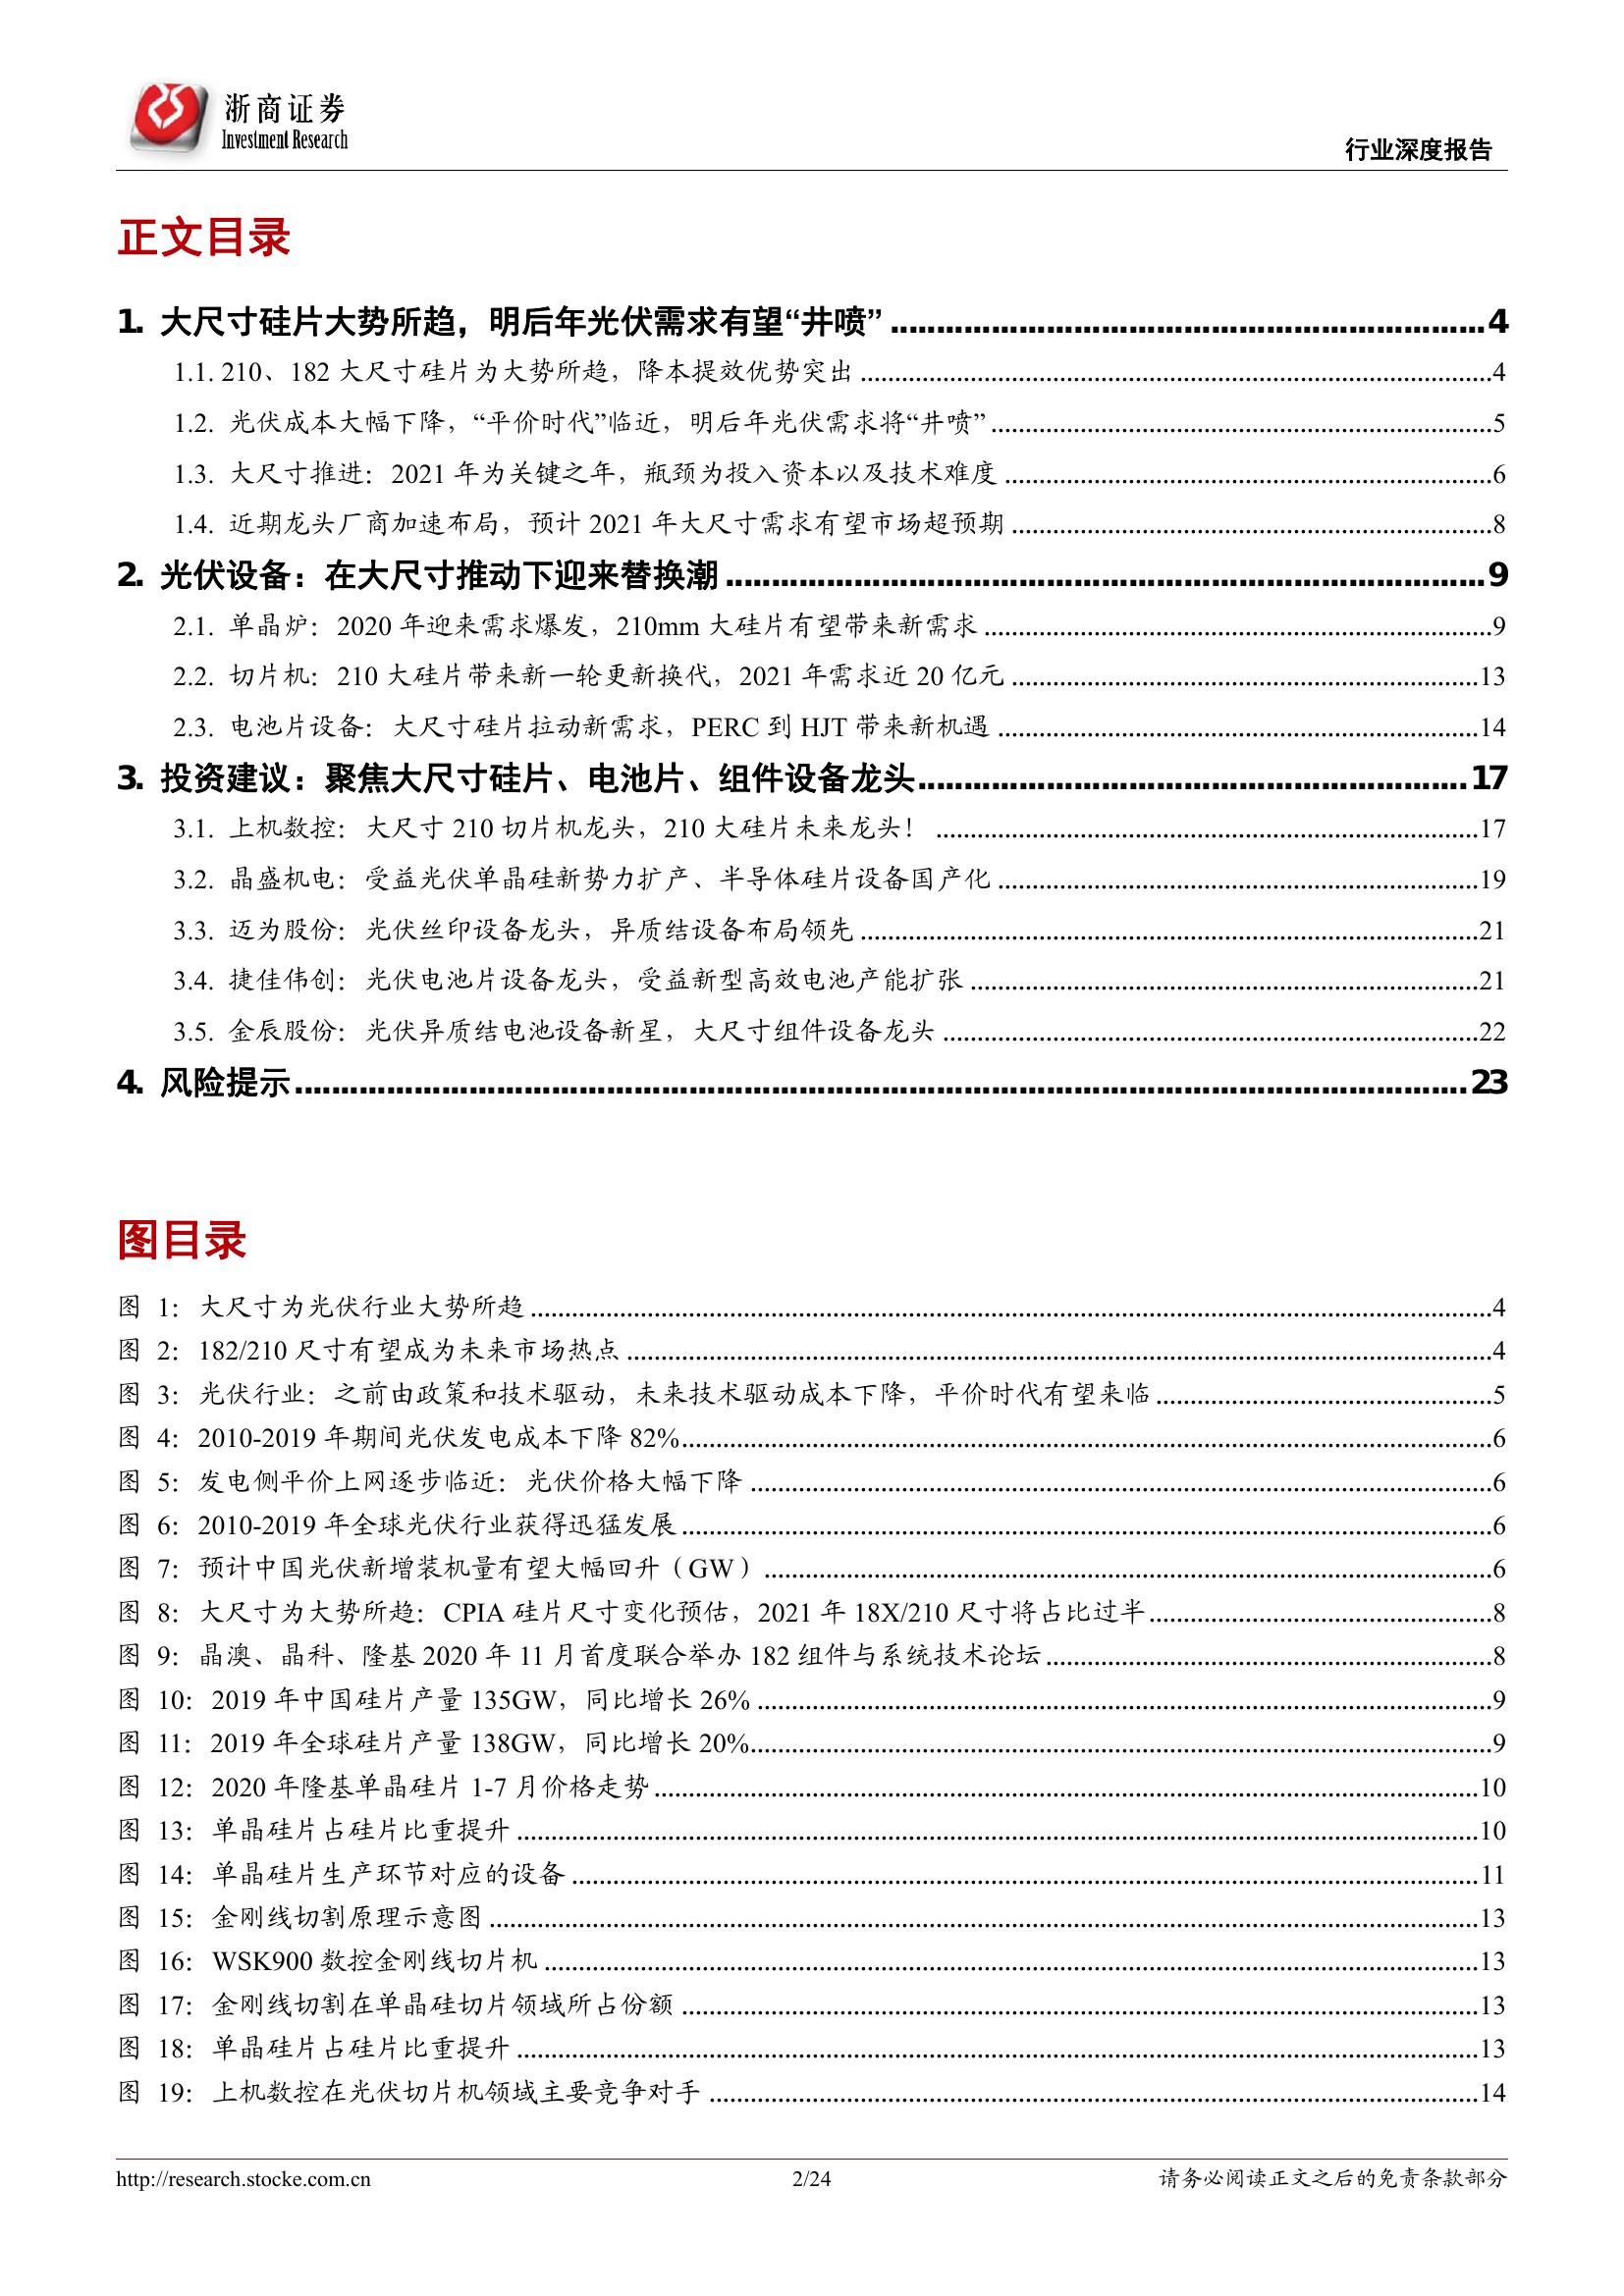 浙商证券
Investment Research
行业深度报告
正文目录
1. 大尺寸硅片大势所趋，明后年光伏需求有望“井喷” ........ 4
1.1. 210、182 大尺寸硅片为大势所趋，降本提效优势突出 ........ 4
1.2. 光伏成本大幅下降，“平价时代”临近，明后年光伏需求将“井喷” ........ 5
1.3. 大尺寸推进：2021 年为关键之年，瓶颈为投入资本以及技术难度 ........ 6
1.4. 近期龙头厂商加速布局，预计 2021 年大尺寸需求有望市场超预期 ........ 8
2. 光伏设备：在大尺寸推动下迎来替换潮 ........ 9
2.1. 单晶炉：2020 年迎来需求爆发，210mm 大硅片有望带来新需求 ........ 9
2.2. 切片机：210 大硅片带来新一轮更新换代，2021 年需求近 20 亿元 ........ 13
2.3. 电池片设备：大尺寸硅片拉动新需求，PERC 到 HJT 带来新机遇 ........ 14
3. 投资建议：聚焦大尺寸硅片、电池片、组件设备龙头 ........ 17
3.1. 上机数控：大尺寸 210 切片机龙头，210 大硅片未来龙头！ ........ 17
3.2. 晶盛机电：受益光伏单晶硅新势力扩产、半导体硅片设备国产化 ........ 19
3.3. 迈为股份：光伏丝印设备龙头，异质结设备布局领先 ........ 21
3.4. 捷佳伟创：光伏电池片设备龙头，受益新型高效电池产能扩张 ........ 21
3.5. 金辰股份：光伏异质结电池设备新星，大尺寸组件设备龙头 ........ 22
4. 风险提示 ........ 23
图目录
图 1：大尺寸为光伏行业大势所趋 ........ 4
图 2：182/210 尺寸有望成为未来市场热点 ........ 4
图 3：光伏行业：之前由政策和技术驱动，未来技术驱动成本下降，平价时代有望来临 ........ 5
图 4：2010-2019 年期间光伏发电成本下降 82% ........ 6
图 5：发电侧平价上网逐步临近：光伏价格大幅下降 ........ 6
图 6：2010-2019 年全球光伏行业获得迅猛发展 ........ 6
图 7：预计中国光伏新增装机量有望大幅回升（GW） ........ 6
图 8：大尺寸为大势所趋：CPIA 硅片尺寸变化预估，2021 年 18X/210 尺寸将占比过半 ........ 8
图 9：晶澳、晶科、隆基 2020 年 11 月首度联合举办 182 组件与系统技术论坛 ........ 8
图 10：2019 年中国硅片产量 135GW，同比增长 26% ........ 9
图 11：2019 年全球硅片产量 138GW，同比增长 20% ........ 9
图 12：2020 年隆基单晶硅片 1-7 月价格走势 ........ 10
图 13：单晶硅片占硅片比重提升 ........ 10
图 14：单晶硅片生产环节对应的设备 ........ 11
图 15：金刚线切割原理示意图 ........ 13
图 16：WSK900 数控金刚线切片机 ........ 13
图 17：金刚线切割在单晶硅切片领域所占份额 ........ 13
图 18：单晶硅片占硅片比重提升 ........ 13
图 19：上机数控在光伏切片机领域主要竞争对手 ........ 14
http://research.stocke.com.cn
2/24
请务必阅读正文之后的免责条款部分